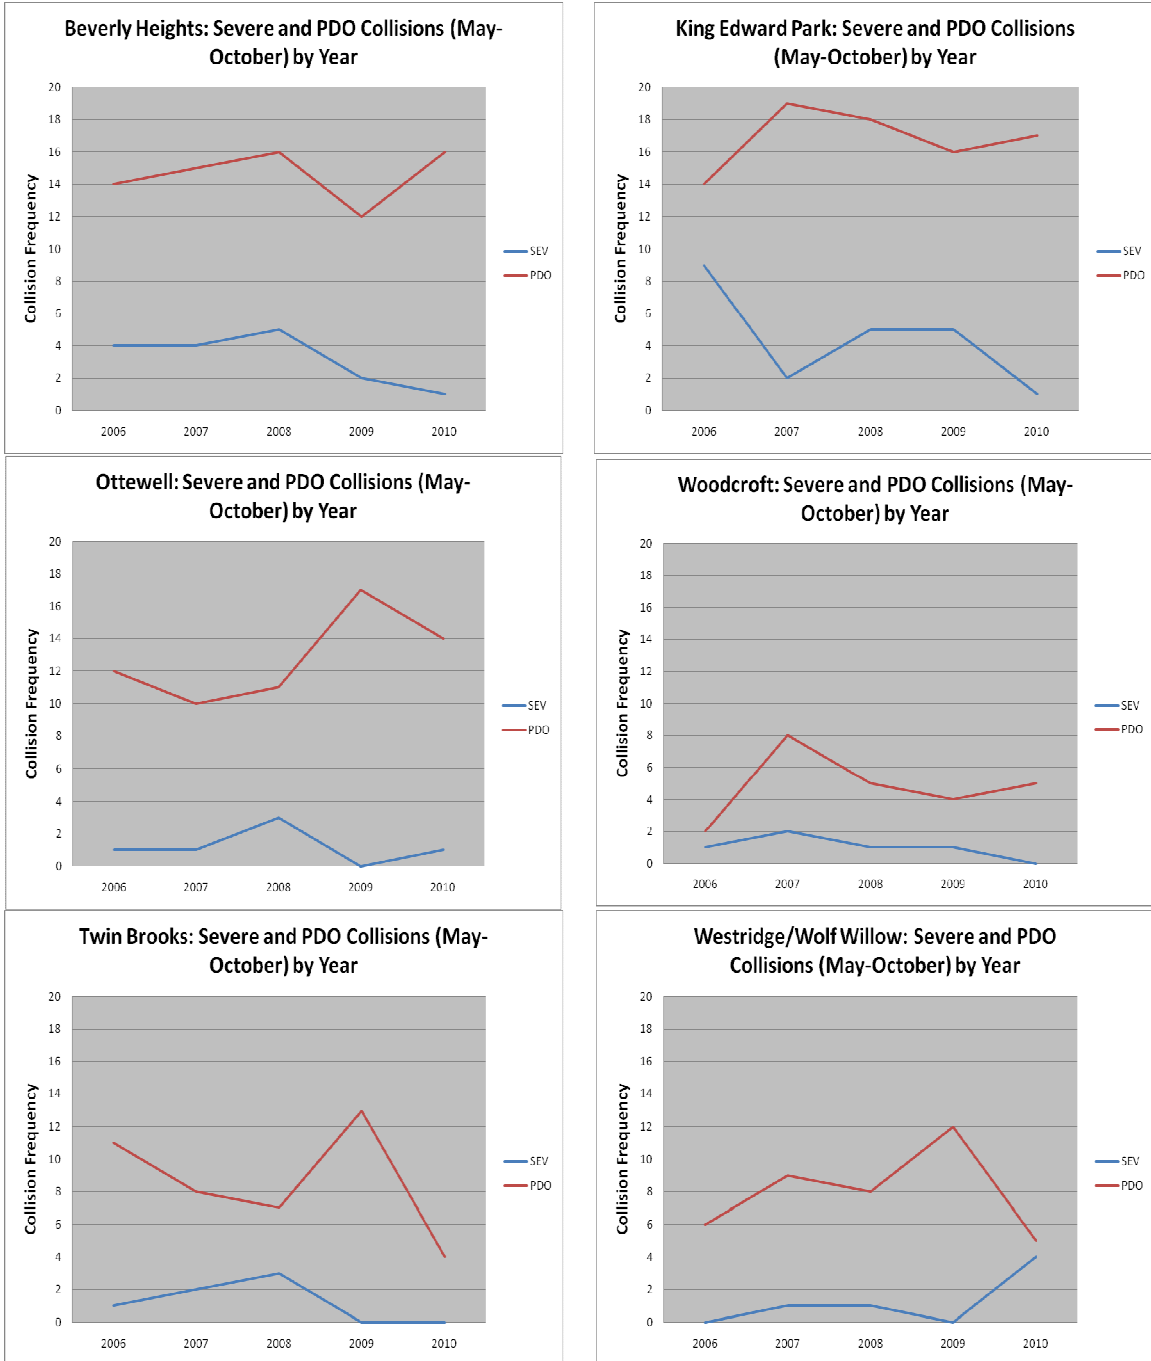 Beverly Heights: Severe and PDO Collisions (May-
October) by Year
Collision Frequency
20
18
16
14
12
10
8
6
4
2
0
2006 2007 2008 2009 2010
SEV
PDO
King Edward Park: Severe and PDO Collisions
(May-October) by Year
Collision Frequency
20
18
16
14
12
10
8
6
4
2
0
2006 2007 2008 2009 2010
SEV
PDO
Ottewell: Severe and PDO Collisions (May-
October) by Year
Collision Frequency
20
18
16
14
12
10
8
6
4
2
0
2006 2007 2008 2009 2010
SEV
PDO
Woodcroft: Severe and PDO Collisions (May-
October) by Year
Collision Frequency
20
18
16
14
12
10
8
6
4
2
0
2006 2007 2008 2009 2010
SEV
PDO
Twin Brooks: Severe and PDO Collisions (May-
October) by Year
Collision Frequency
20
18
16
14
12
10
8
6
4
2
0
2006 2007 2008 2009 2010
SEV
PDO
Westridge/Wolf Willow: Severe and PDO
Collisions (May-October) by Year
Collision Frequency
20
18
16
14
12
10
8
6
4
2
0
2006 2007 2008 2009 2010
SEV
PDO